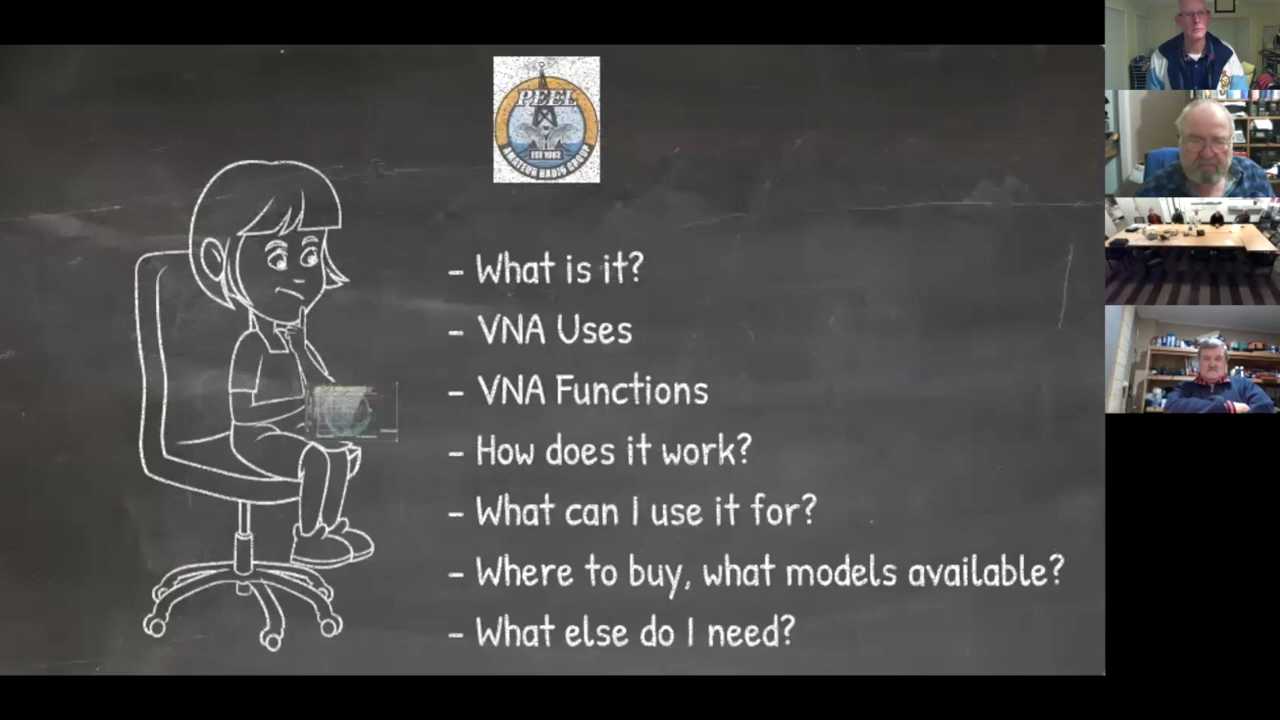 PEEL
AMATEUR RADIO GROUP
- What is it?
- VNA Uses
- VNA Functions
- How does it work?
- What can I use it for?
- Where to buy, what models available?
- What else do I need?